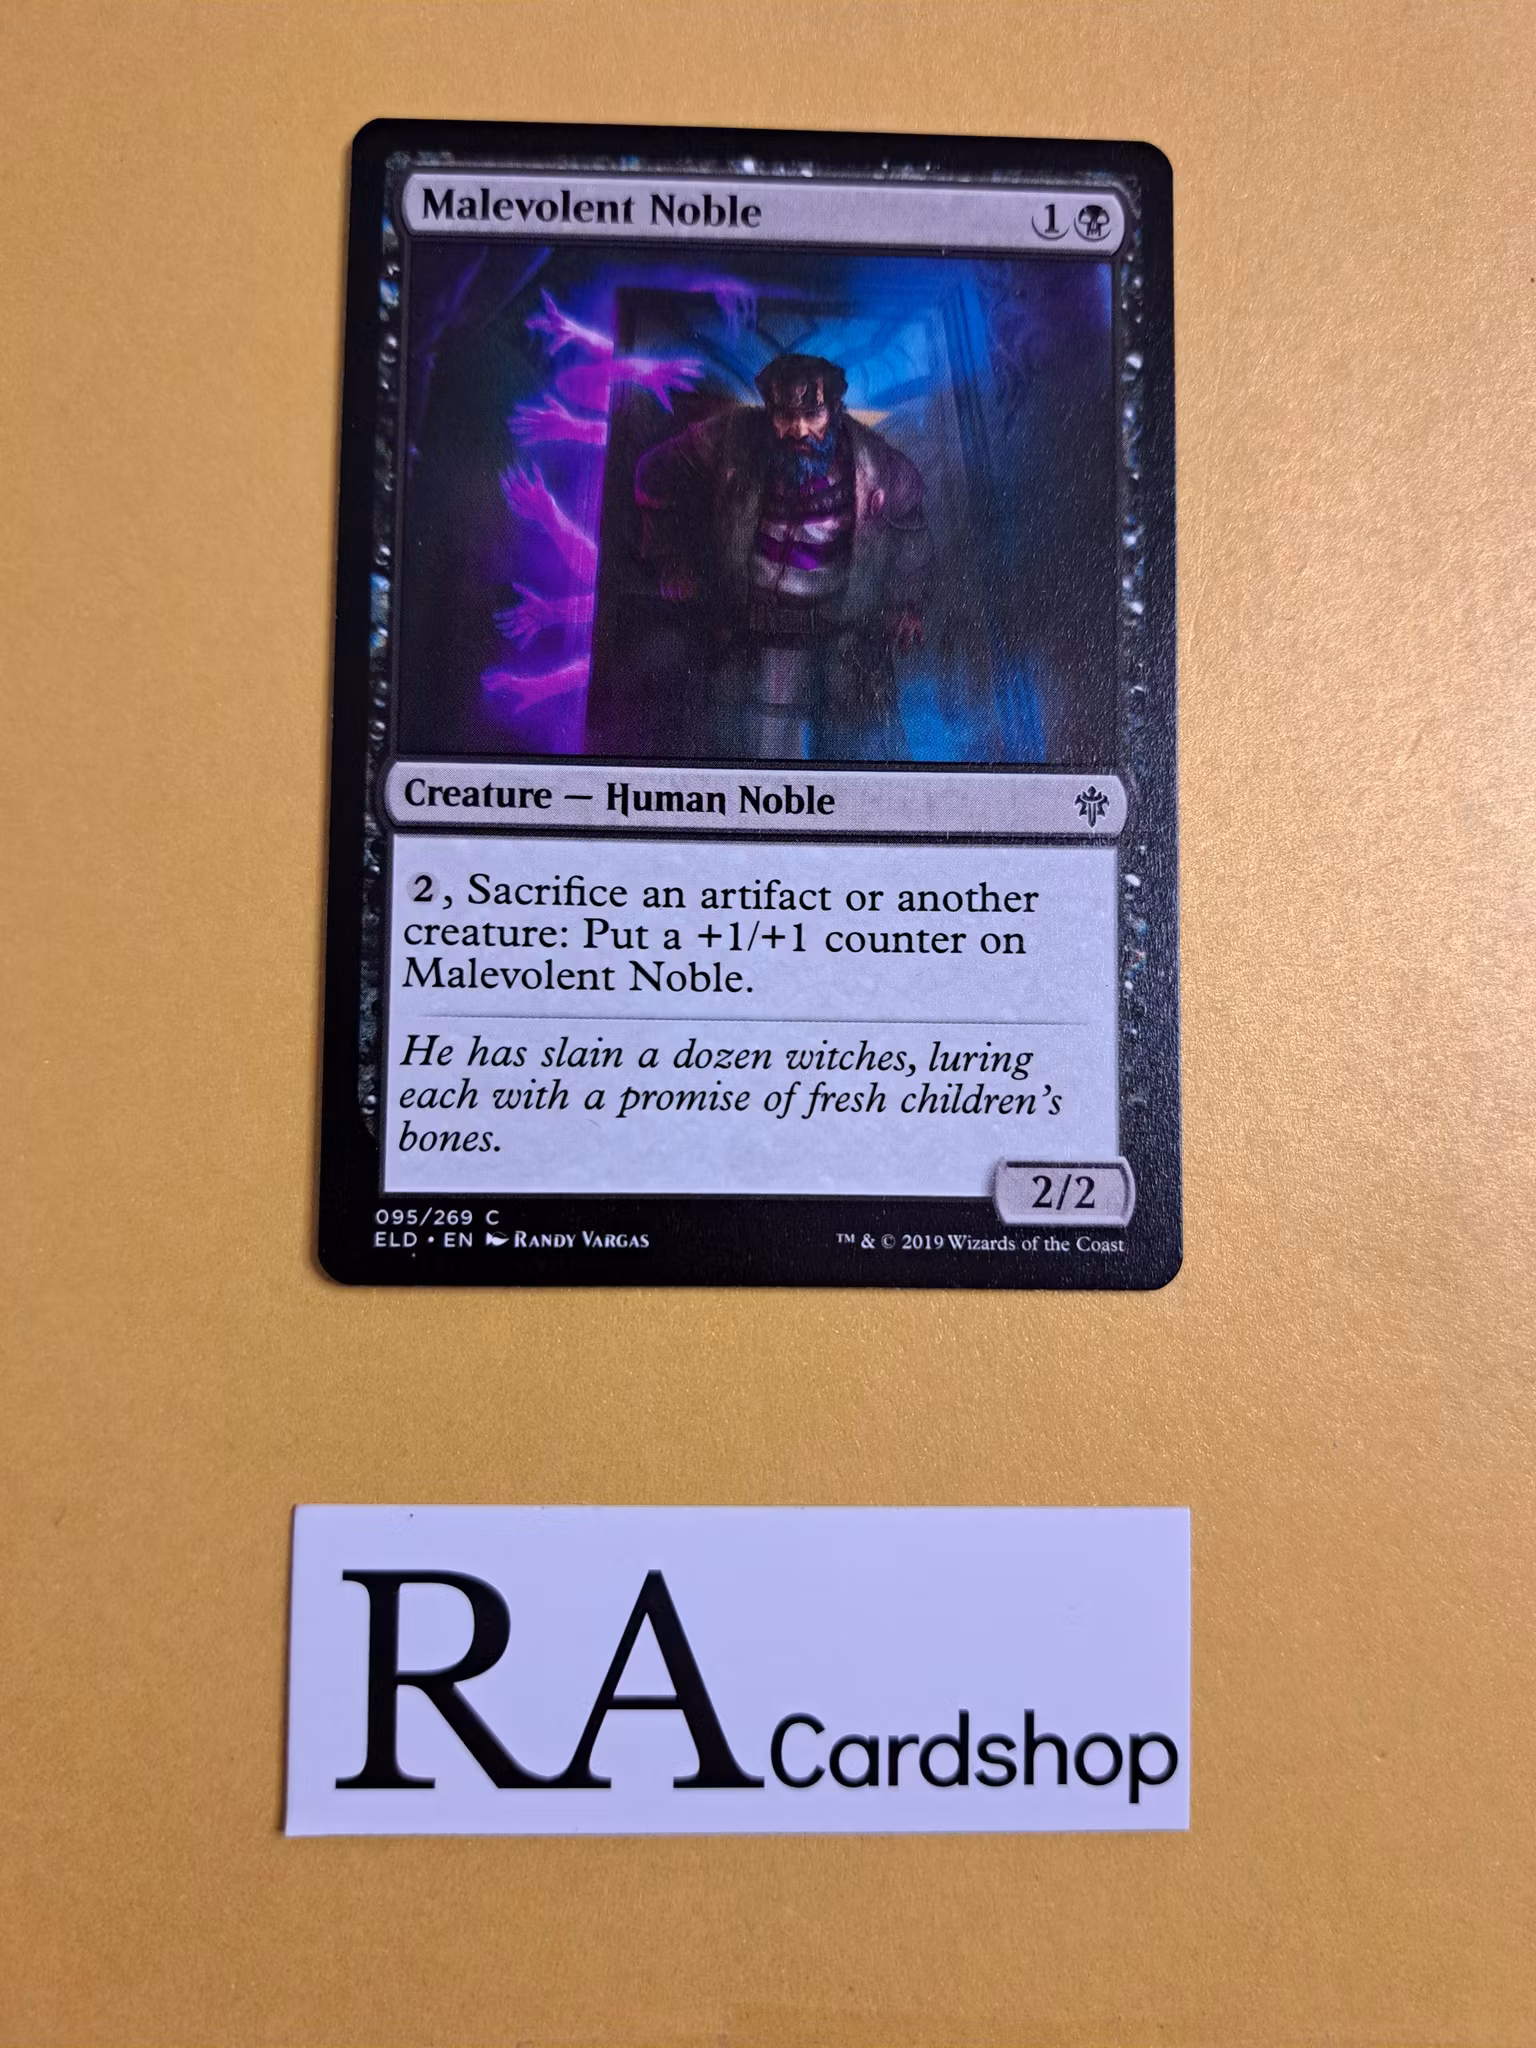 Malevolent Noble 1
Creature — Human Noble
2, Sacrifice an artifact or another
creature: Put a +1/+1 counter on
Malevolent Noble.
He has slain a dozen witches, luring
each with a promise of fresh children's
bones.
2/2
095/269 C
ELD • EN RANDY VARGAS
™ & © 2019 Wizards of the Coast
RA Cardshop